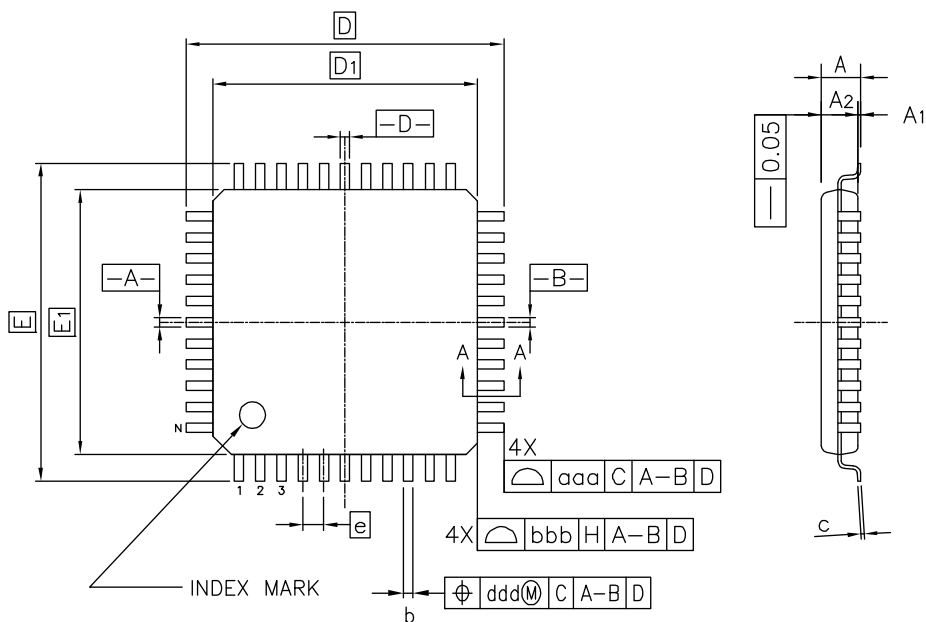 D
D1
A
A2
A1
— 0.05
-D-
-A-
-B-
E
E1
A A
N
4X
⌓ aaa C A-B D
1 2 3
e
4X ⌓ bbb H A-B D
c
INDEX MARK
⌖ ddd Ⓜ C A-B D
b